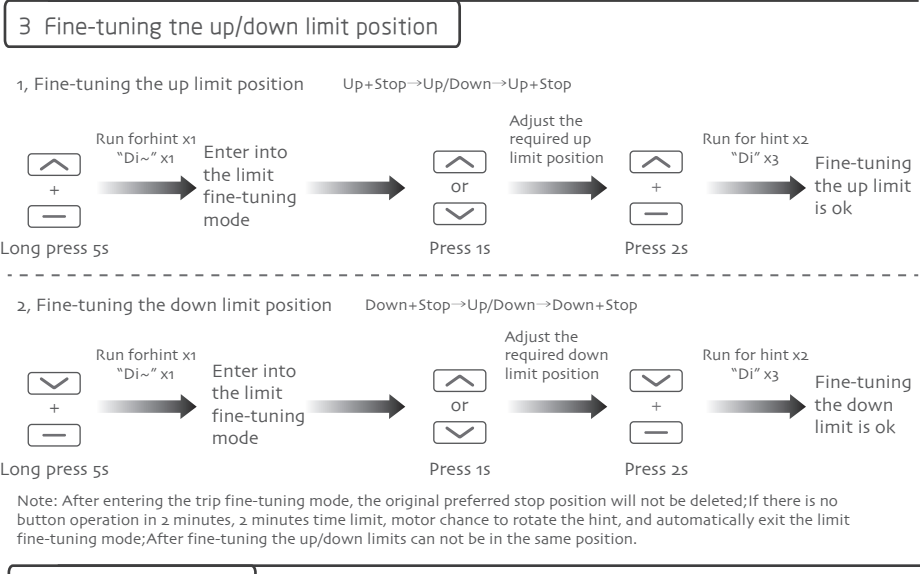 3 Fine-tuning tne up/down limit position
1, Fine-tuning the up limit position Up+Stop→Up/Down→Up+Stop
Run forhint x1
"Di~" x1
Enter into
the limit
fine-tuning
mode
Adjust the
required up
limit position
Run for hint x2
"Di" x3
Fine-tuning
the up limit
is ok
+
or
+
Long press 5s
Press 1s
Press 2s
2, Fine-tuning the down limit position Down+Stop→Up/Down→Down+Stop
Run forhint x1
"Di~" x1
Enter into
the limit
fine-tuning
mode
Adjust the
required down
limit position
Run for hint x2
"Di" x3
Fine-tuning
the down
limit is ok
+
or
+
Long press 5s
Press 1s
Press 2s
Note: After entering the trip fine-tuning mode, the original preferred stop position will not be deleted;If there is no
button operation in 2 minutes, 2 minutes time limit, motor chance to rotate the hint, and automatically exit the limit
fine-tuning mode;After fine-tuning the up/down limits can not be in the same position.